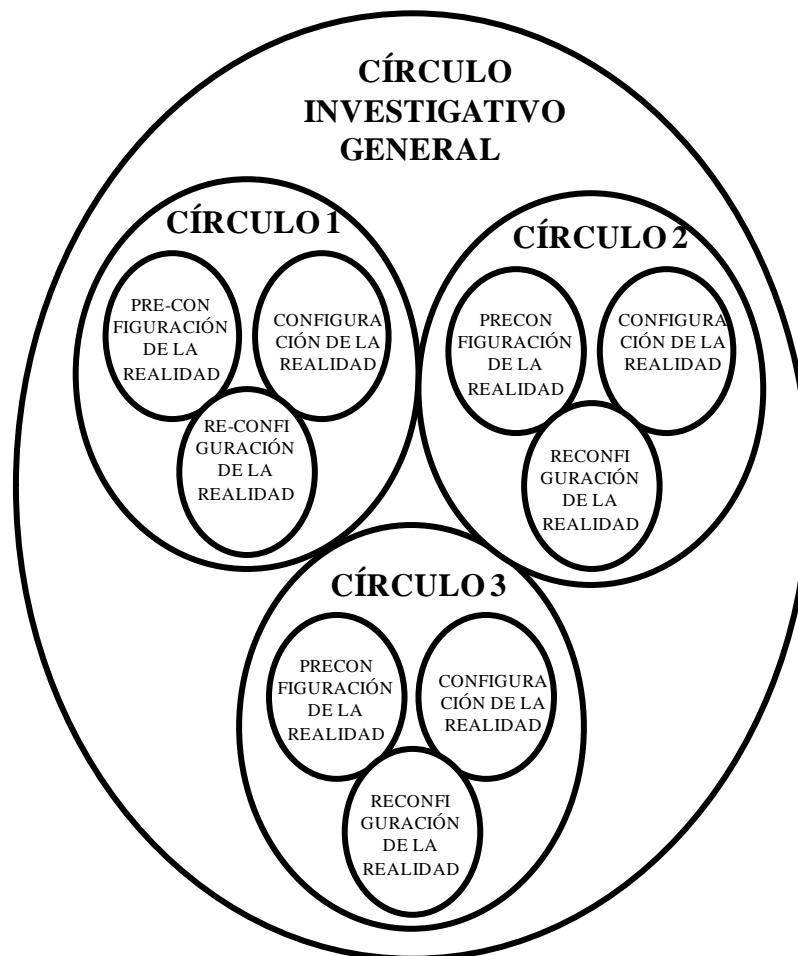 CÍRCULO
INVESTIGATIVO
GENERAL
CÍRCULO 1
PRE-CON
FIGURACIÓN
DE LA
REALIDAD
CONFIGURA
CIÓN DE LA
REALIDAD
RE-CONFI
GURACIÓN
DE LA
REALIDAD
CÍRCULO 2
PRECON
FIGURACIÓN
DE LA
REALIDAD
CONFIGURA
CIÓN DE LA
REALIDAD
RECONFI
GURACIÓN
DE LA
REALIDAD
CÍRCULO 3
PRECON
FIGURACIÓN
DE LA
REALIDAD
CONFIGURA
CIÓN DE LA
REALIDAD
RECONFI
GURACIÓN
DE LA
REALIDAD